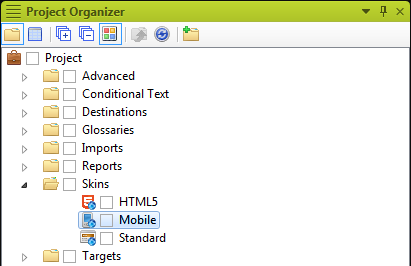 Project Organizer
Project
Advanced
Conditional Text
Destinations
Glossaries
Imports
Reports
Skins
HTML5
Mobile
Standard
Targets